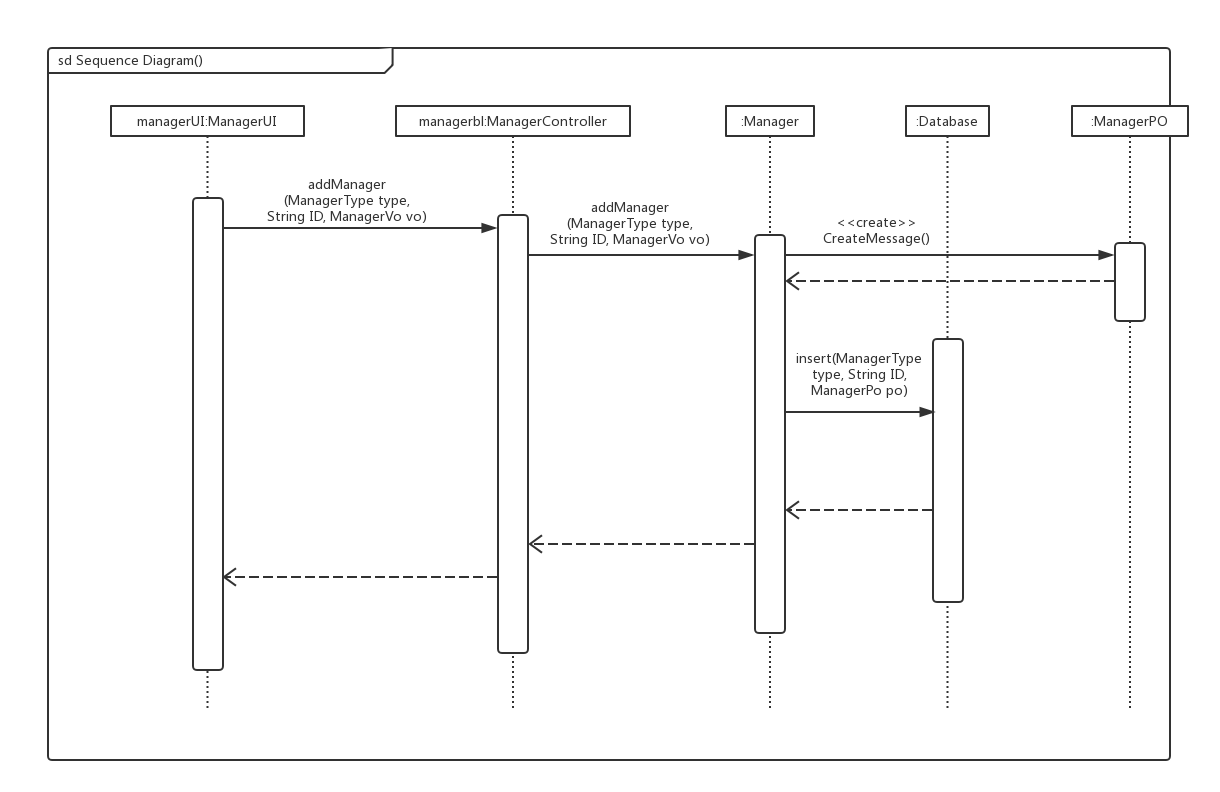 sd Sequence Diagram()
managerUI:ManagerUI
managerbl:ManagerController
:Manager
:Database
:ManagerPO
addManager
(ManagerType type,
String ID, ManagerVo vo)
addManager
(ManagerType type,
String ID, ManagerVo vo)
<<create>>
CreateMessage()
insert(ManagerType
type, String ID,
ManagerPo po)